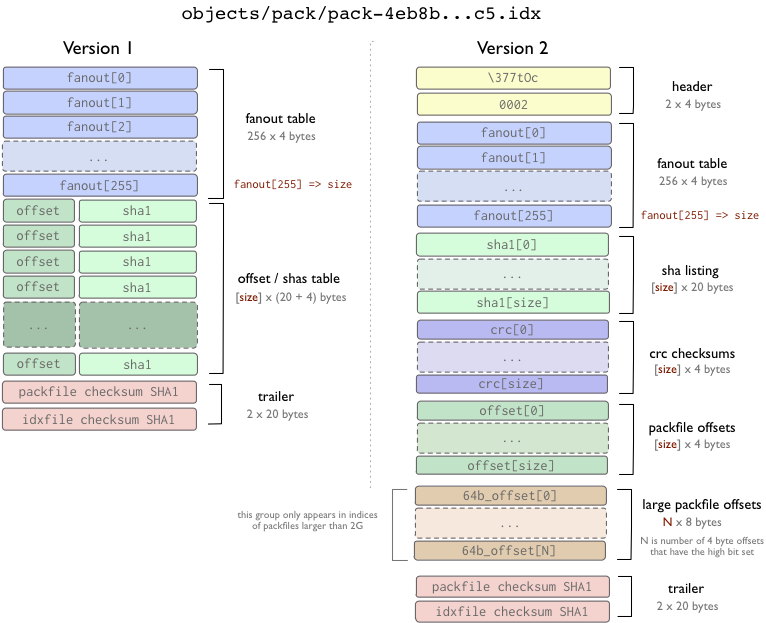 objects/pack/pack-4eb8b...c5.idx
Version 1
fanout[0]
fanout[1]
fanout[2]
...
fanout[255]
fanout table
256 x 4 bytes
fanout[255] => size
offset sha1
offset sha1
offset sha1
offset sha1
... ...
offset sha1
offset / shas table
[size] x (20 + 4) bytes
packfile checksum SHA1
idxfile checksum SHA1
trailer
2 x 20 bytes
Version 2
\377tOc
0002
header
2 x 4 bytes
fanout[0]
fanout[1]
...
fanout[255]
fanout table
256 x 4 bytes
fanout[255] => size
sha1[0]
...
sha1[size]
sha listing
[size] x 20 bytes
crc[0]
...
crc[size]
crc checksums
[size] x 4 bytes
offset[0]
...
offset[size]
packfile offsets
[size] x 4 bytes
this group only appears in indices
of packfiles larger than 2G
64b_offset[0]
...
64b_offset[N]
large packfile offsets
N x 8 bytes
N is number of 4 byte offsets
that have the high bit set
packfile checksum SHA1
idxfile checksum SHA1
trailer
2 x 20 bytes